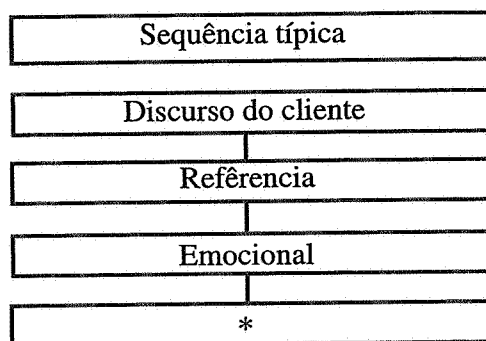 Sequência típica
Discurso do cliente
Refêrencia
Emocional
*